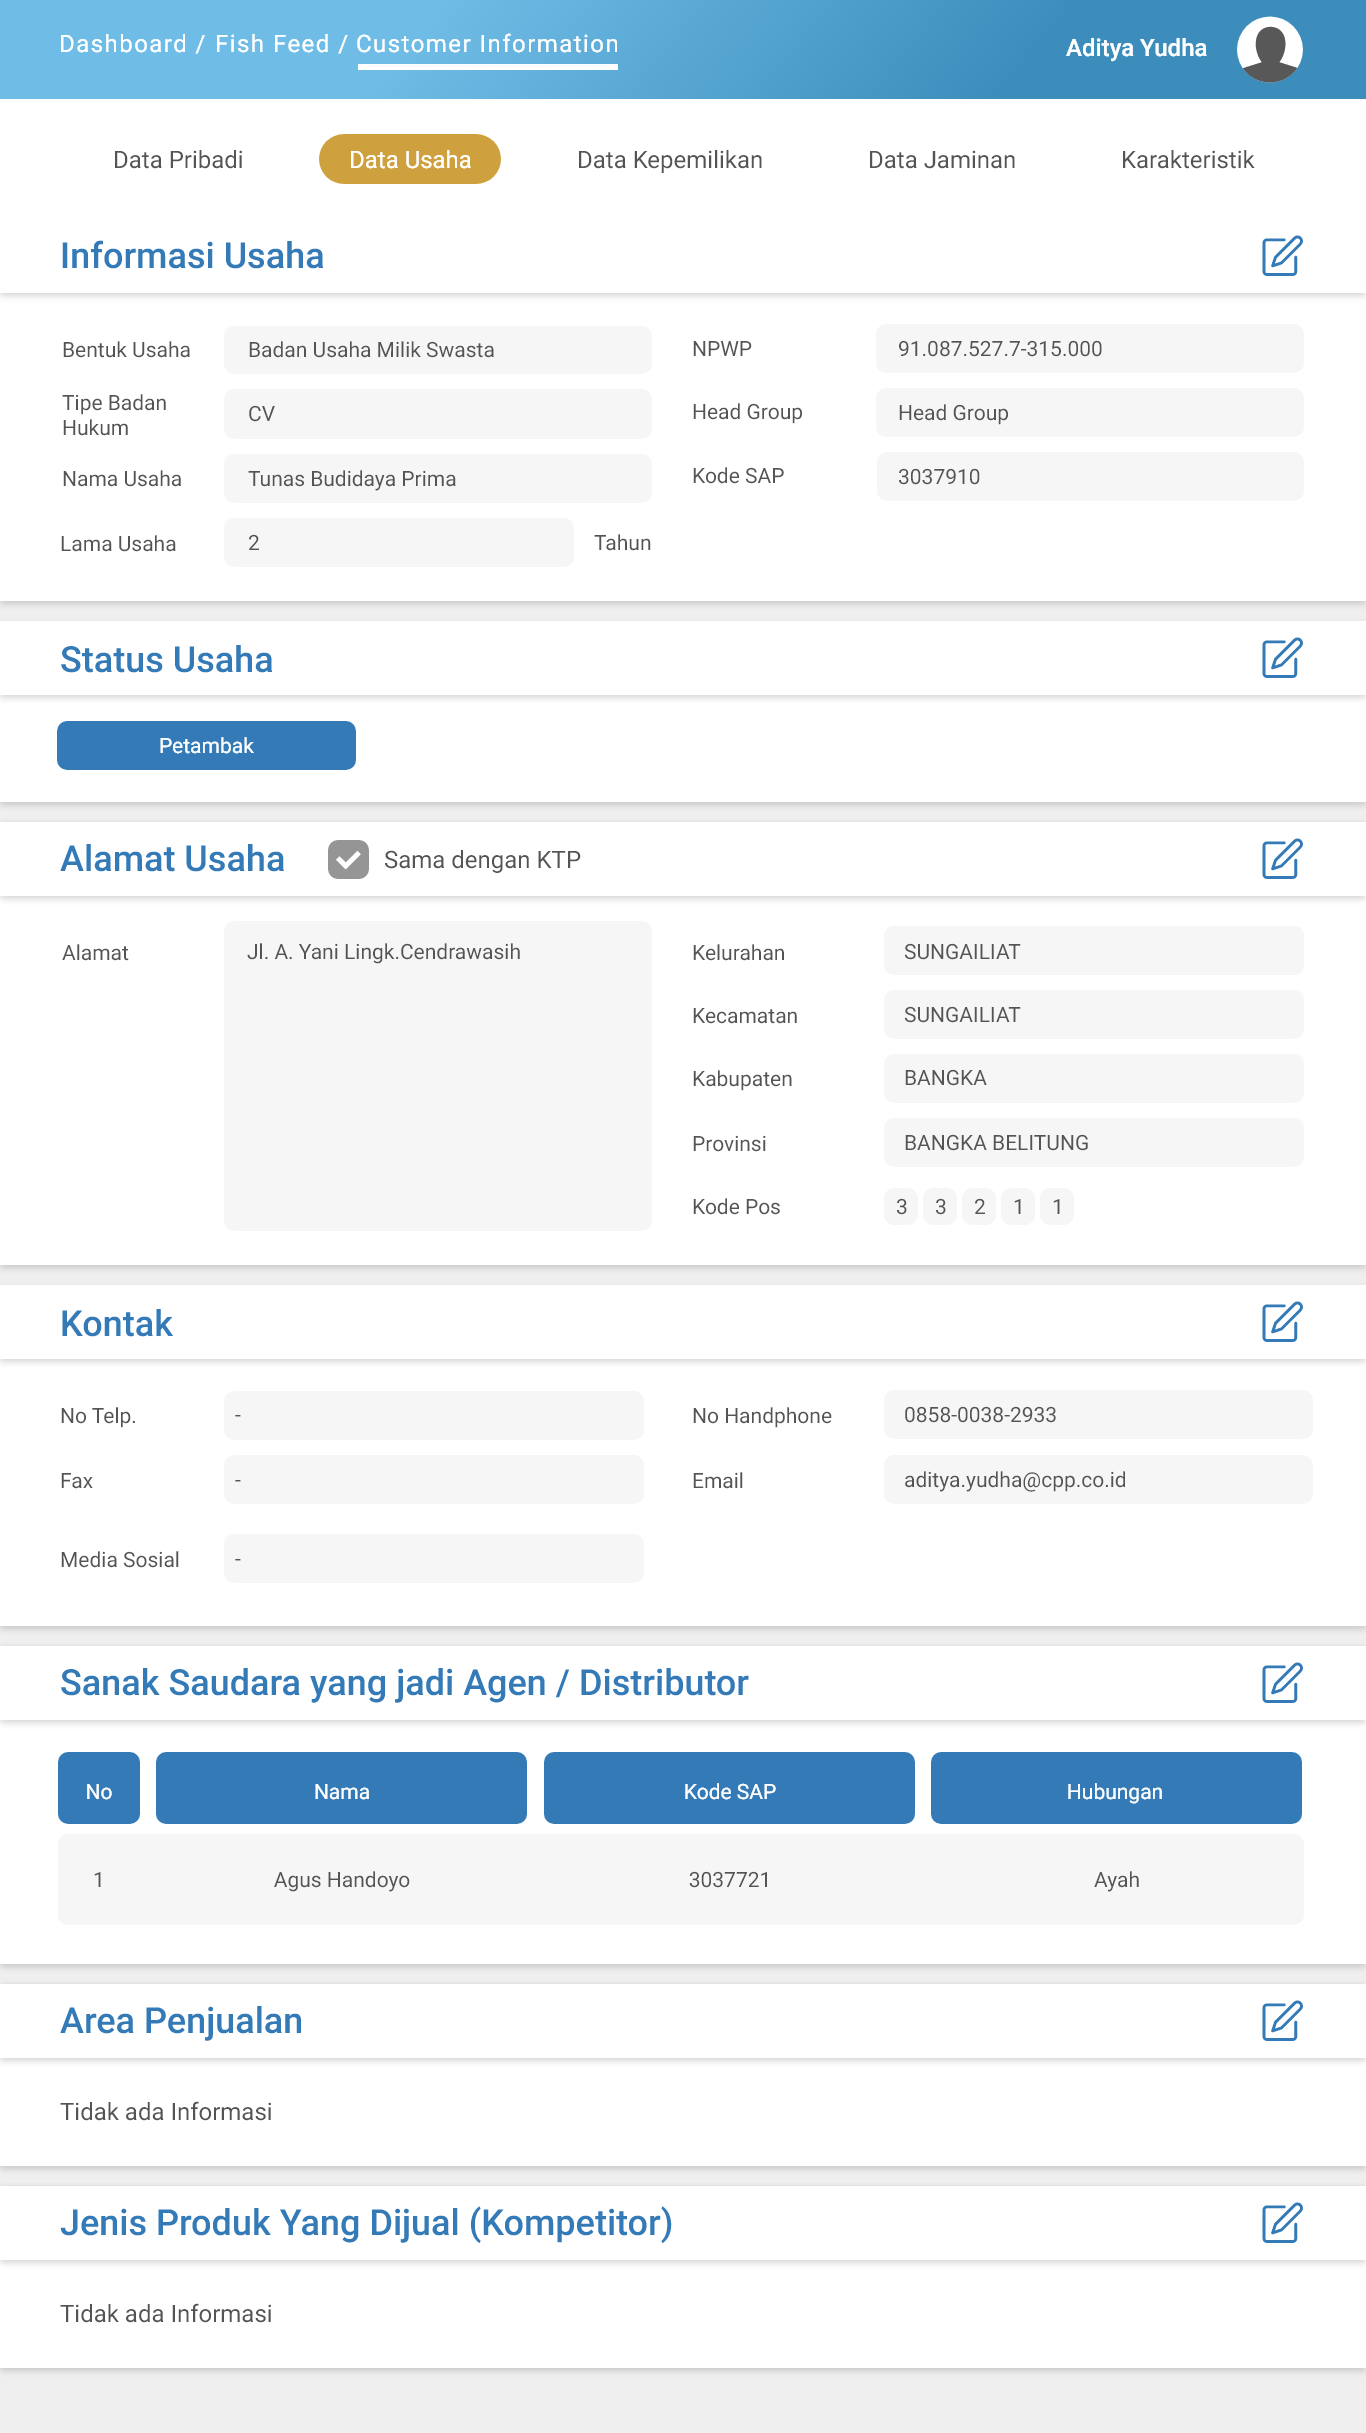 Dashboard / Fish Feed / Customer Information
Aditya Yudha
Data Pribadi
Data Usaha
Data Kepemilikan
Data Jaminan
Karakteristik
Informasi Usaha
Bentuk Usaha
Badan Usaha Milik Swasta
Tipe Badan
Hukum
CV
Nama Usaha
Tunas Budidaya Prima
Lama Usaha
2
Tahun
NPWP
91.087.527.7-315.000
Head Group
Head Group
Kode SAP
3037910
Status Usaha
Petambak
Alamat Usaha
Sama dengan KTP
Alamat
Jl. A. Yani Lingk.Cendrawasih
Kelurahan
SUNGAILIAT
Kecamatan
SUNGAILIAT
Kabupaten
BANGKA
Provinsi
BANGKA BELITUNG
Kode Pos
3 3 2 1 1
Kontak
No Telp.
-
Fax
-
Media Sosial
-
No Handphone
0858-0038-2933
Email
aditya.yudha@cpp.co.id
Sanak Saudara yang jadi Agen / Distributor
No
Nama
Kode SAP
Hubungan
1
Agus Handoyo
3037721
Ayah
Area Penjualan
Tidak ada Informasi
Jenis Produk Yang Dijual (Kompetitor)
Tidak ada Informasi